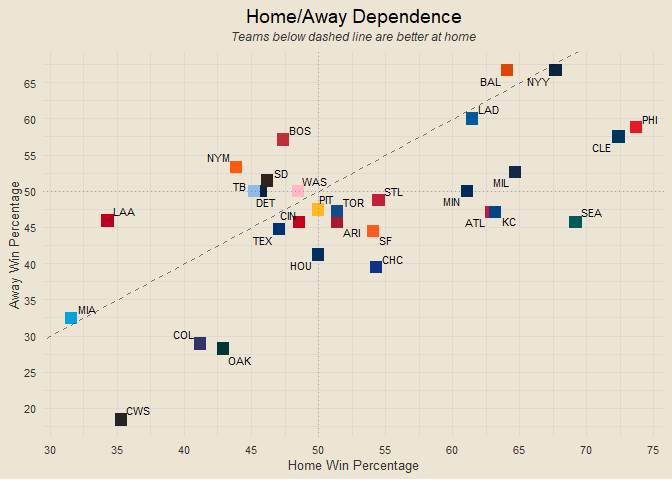 Home/Away Dependence
Teams below dashed line are better at home
Away Win Percentage
65
60
55
50
45
40
35
30
25
20
BAL
NYY
LAD
PHI
BOS
CLE
NYM
SD
MIL
TB
DET
WAS
STL
MIN
PIT
TOR
LAA
CIN
ATL
KC
SEA
TEX
ARI
SF
HOU
CHC
MIA
COL
OAK
CWS
30
35
40
45
50
55
60
65
70
75
Home Win Percentage